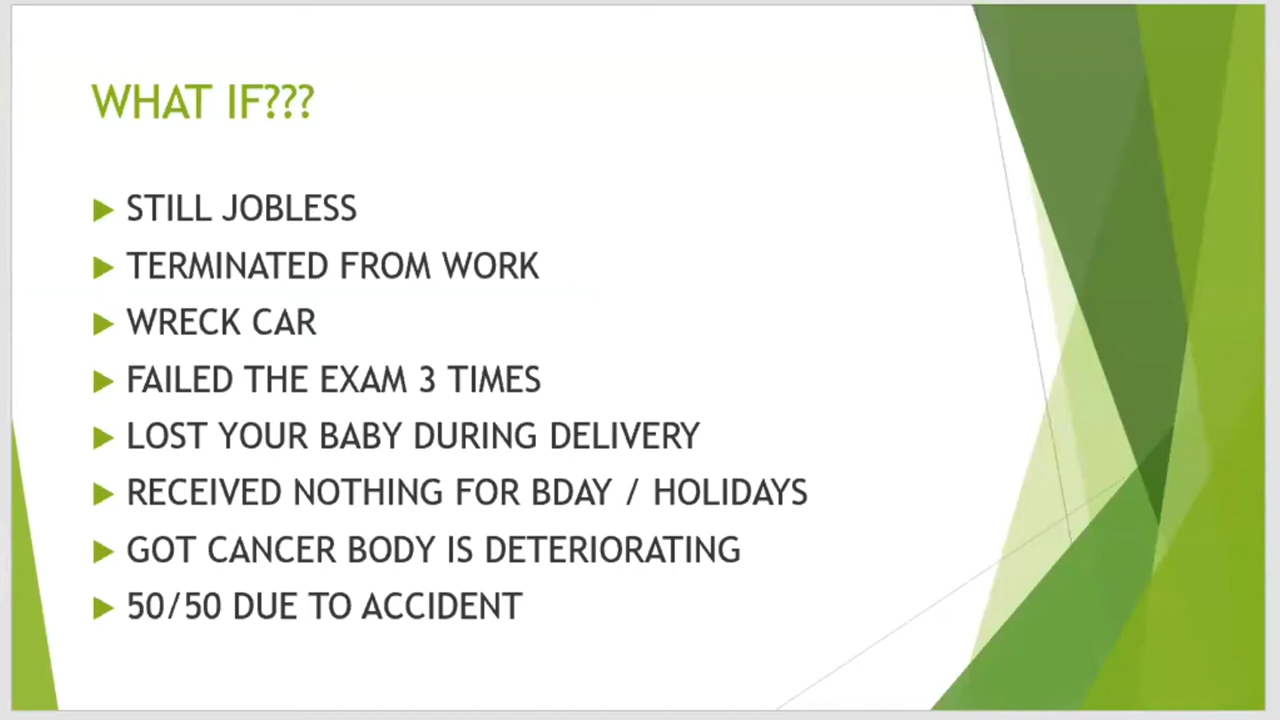 WHAT IF???
STILL JOBLESS
TERMINATED FROM WORK
WRECK CAR
FAILED THE EXAM 3 TIMES
LOST YOUR BABY DURING DELIVERY
RECEIVED NOTHING FOR BDAY / HOLIDAYS
GOT CANCER BODY IS DETERIORATING
50/50 DUE TO ACCIDENT